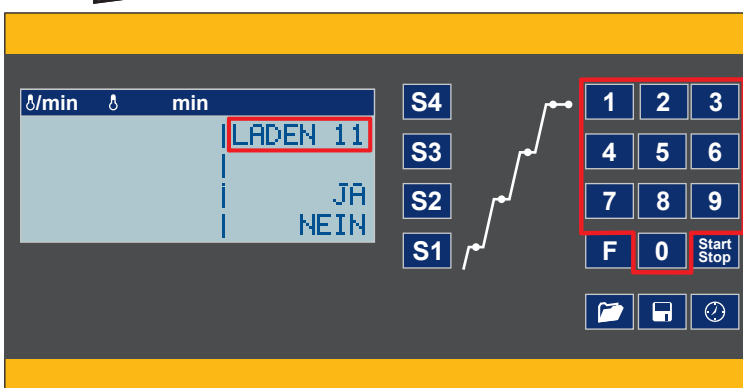 🌡/min 🌡 min
LADEN 11
JA
NEIN
S4
S3
S2
S1
1 2 3
4 5 6
7 8 9
F 0 Start Stop